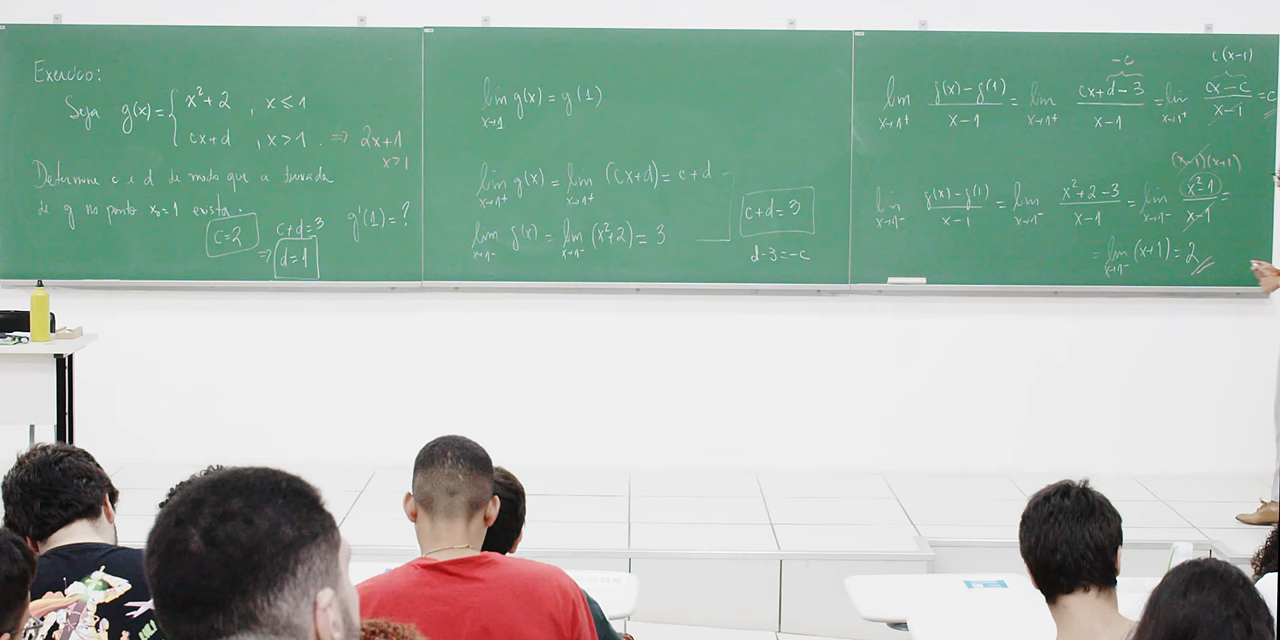 Exercício:
Seja g(x) = { x² + 2 , x ≤ 1
cx + d , x > 1 . ⇒ 2x+1
x>1
Determine c e d de modo que a derivada
de g no ponto x₀ = 1 exista. g'(1) = ?
c = 2
c + d = 3
⇒ d = 1
lim x→1 g(x) = g(1)
lim x→1⁺ g(x) = lim x→1⁺ (cx+d) = c + d
lim x→1⁻ g(x) = lim x→1⁻ (x²+2) = 3
c + d = 3
d - 3 = -c
-c
c(x-1)
lim x→1⁺ g(x) - g(1) / x-1 = lim x→1⁺ cx + d - 3 / x-1 = lim x→1⁺ cx - c / x-1 = c
(x-1)(x+1)
lim x→1⁻ g(x) - g(1) / x-1 = lim x→1⁻ x² + 2 - 3 / x-1 = lim x→1⁻ x² - 1 / x-1 =
= lim x→1⁻ (x+1) = 2